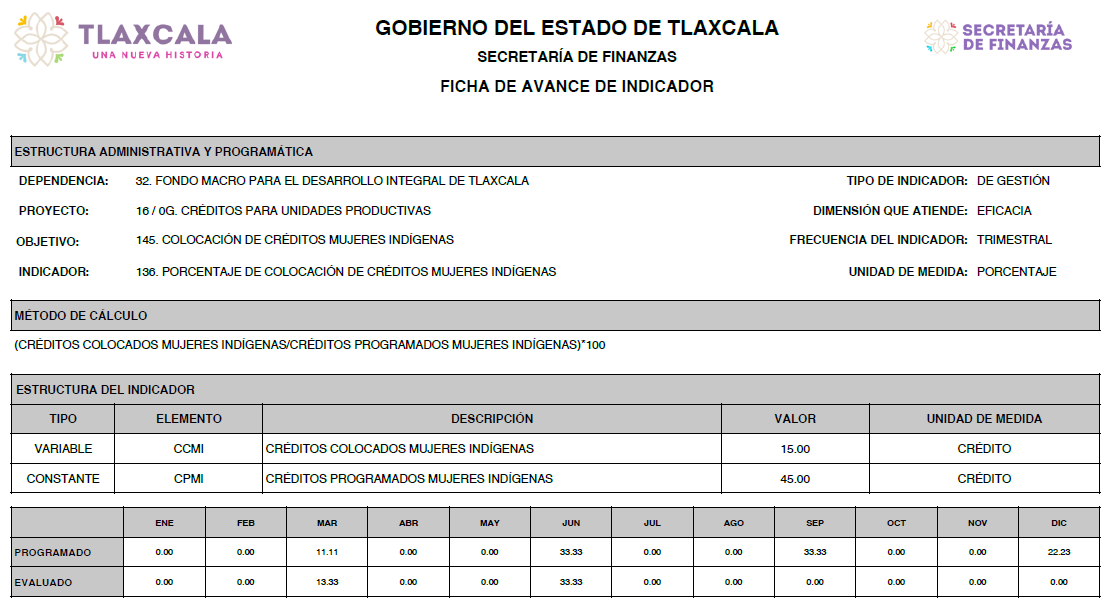 TLAXCALA
UNA NUEVA HISTORIA
GOBIERNO DEL ESTADO DE TLAXCALA
SECRETARÍA DE FINANZAS
FICHA DE AVANCE DE INDICADOR
SECRETARÍA
DE FINANZAS
ESTRUCTURA ADMINISTRATIVA Y PROGRAMÁTICA
DEPENDENCIA: 32. FONDO MACRO PARA EL DESARROLLO INTEGRAL DE TLAXCALA TIPO DE INDICADOR: DE GESTIÓN
PROYECTO: 16 / 0G. CRÉDITOS PARA UNIDADES PRODUCTIVAS DIMENSIÓN QUE ATIENDE: EFICACIA
OBJETIVO: 145. COLOCACIÓN DE CRÉDITOS MUJERES INDÍGENAS FRECUENCIA DEL INDICADOR: TRIMESTRAL
INDICADOR: 136. PORCENTAJE DE COLOCACIÓN DE CRÉDITOS MUJERES INDÍGENAS UNIDAD DE MEDIDA: PORCENTAJE
MÉTODO DE CÁLCULO
(CRÉDITOS COLOCADOS MUJERES INDÍGENAS/CRÉDITOS PROGRAMADOS MUJERES INDÍGENAS)*100
ESTRUCTURA DEL INDICADOR
TIPO ELEMENTO DESCRIPCIÓN VALOR UNIDAD DE MEDIDA
VARIABLE CCMI CRÉDITOS COLOCADOS MUJERES INDÍGENAS 15.00 CRÉDITO
CONSTANTE CPMI CRÉDITOS PROGRAMADOS MUJERES INDÍGENAS 45.00 CRÉDITO
ENE FEB MAR ABR MAY JUN JUL AGO SEP OCT NOV DIC
PROGRAMADO 0.00 0.00 11.11 0.00 0.00 33.33 0.00 0.00 33.33 0.00 0.00 22.23
EVALUADO 0.00 0.00 13.33 0.00 0.00 33.33 0.00 0.00 0.00 0.00 0.00 0.00